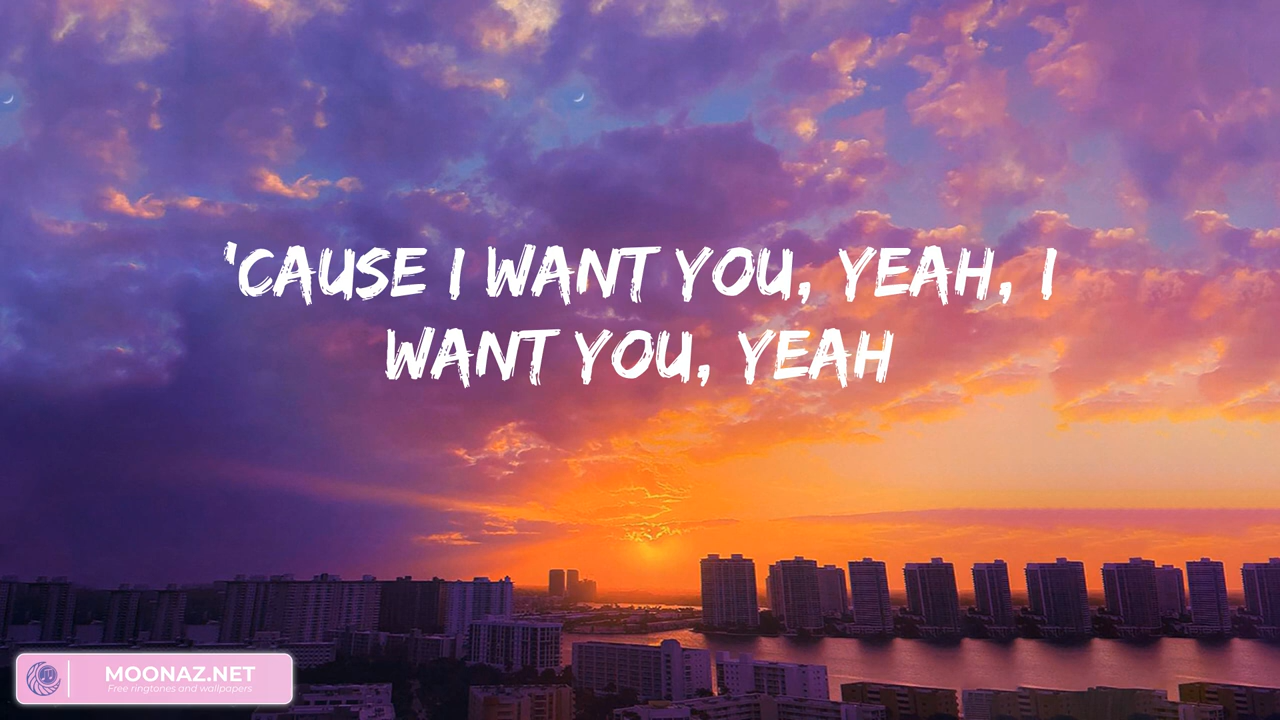 'CAUSE I WANT YOU, YEAH, I
WANT YOU, YEAH
MOONAZ.NET
Free ringtones and wallpapers